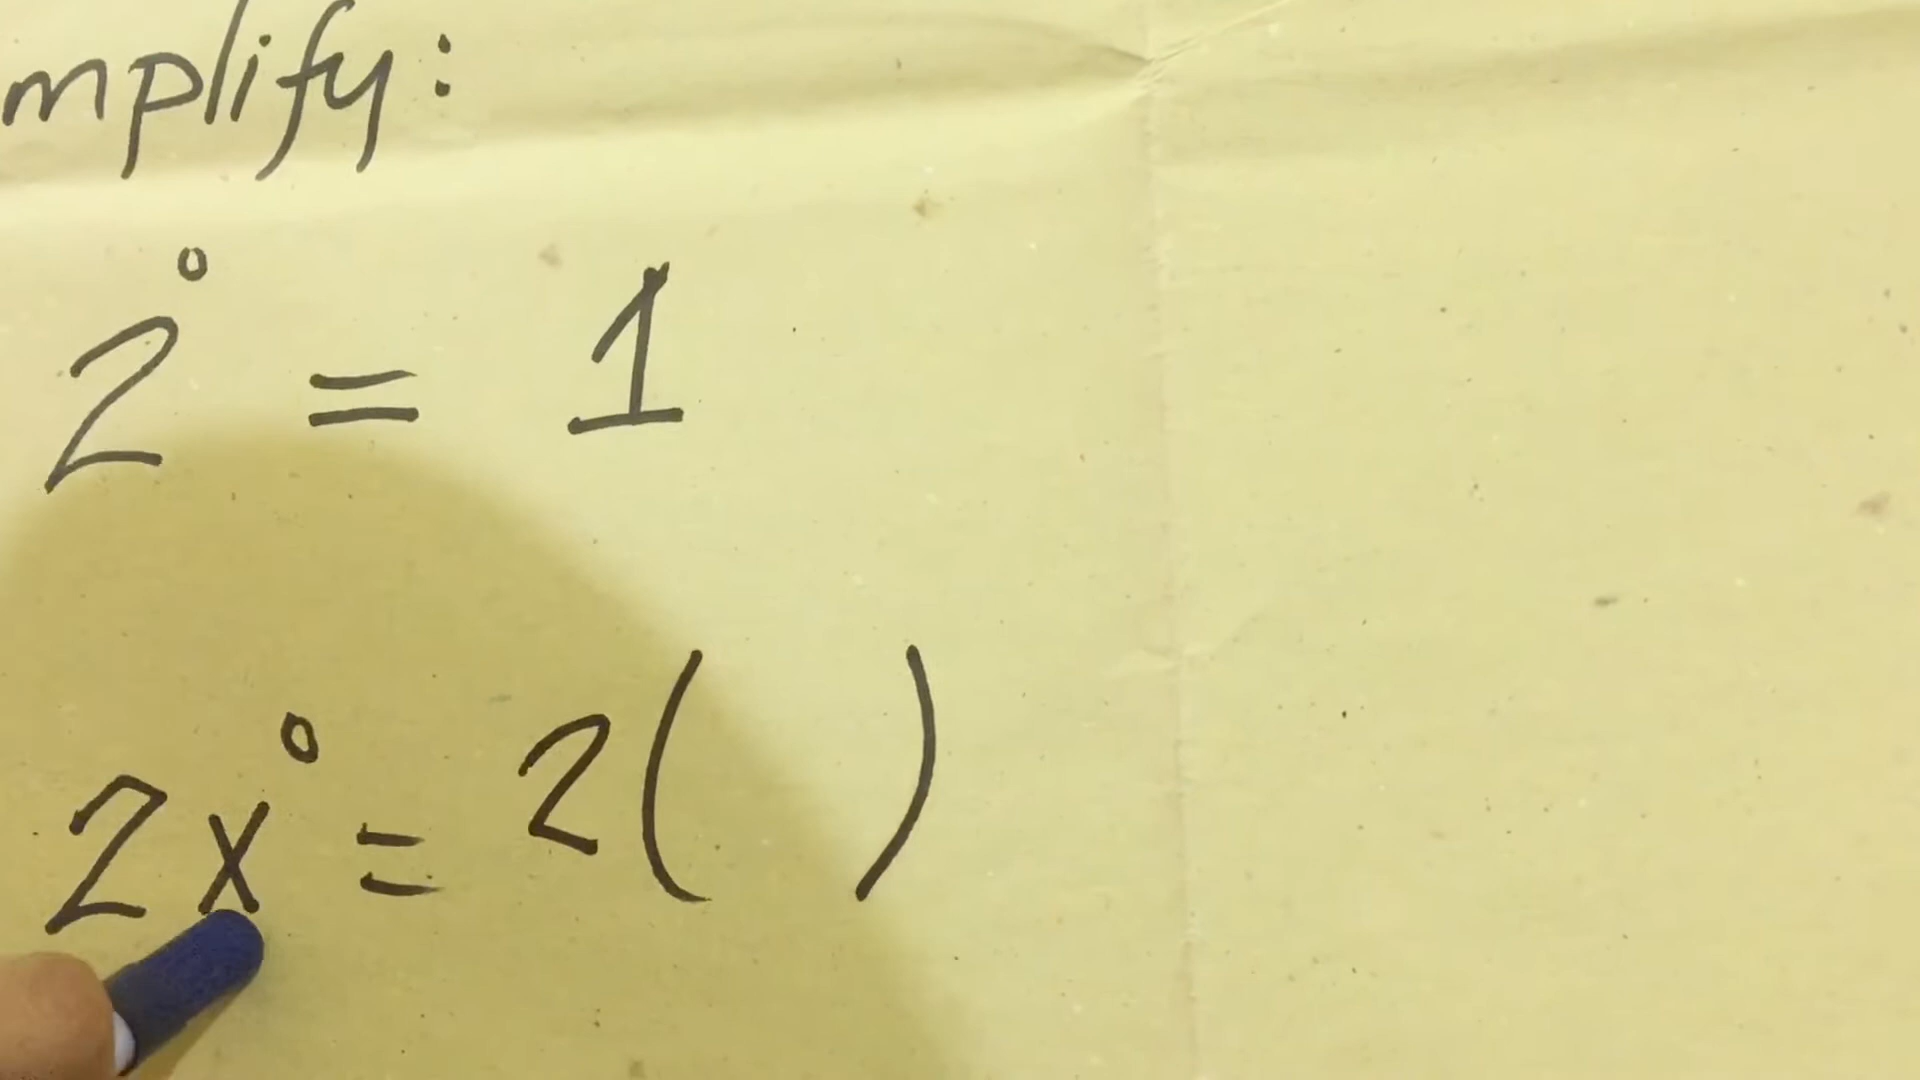 mplify:
2⁰ = 1
2x⁰ = 2( )